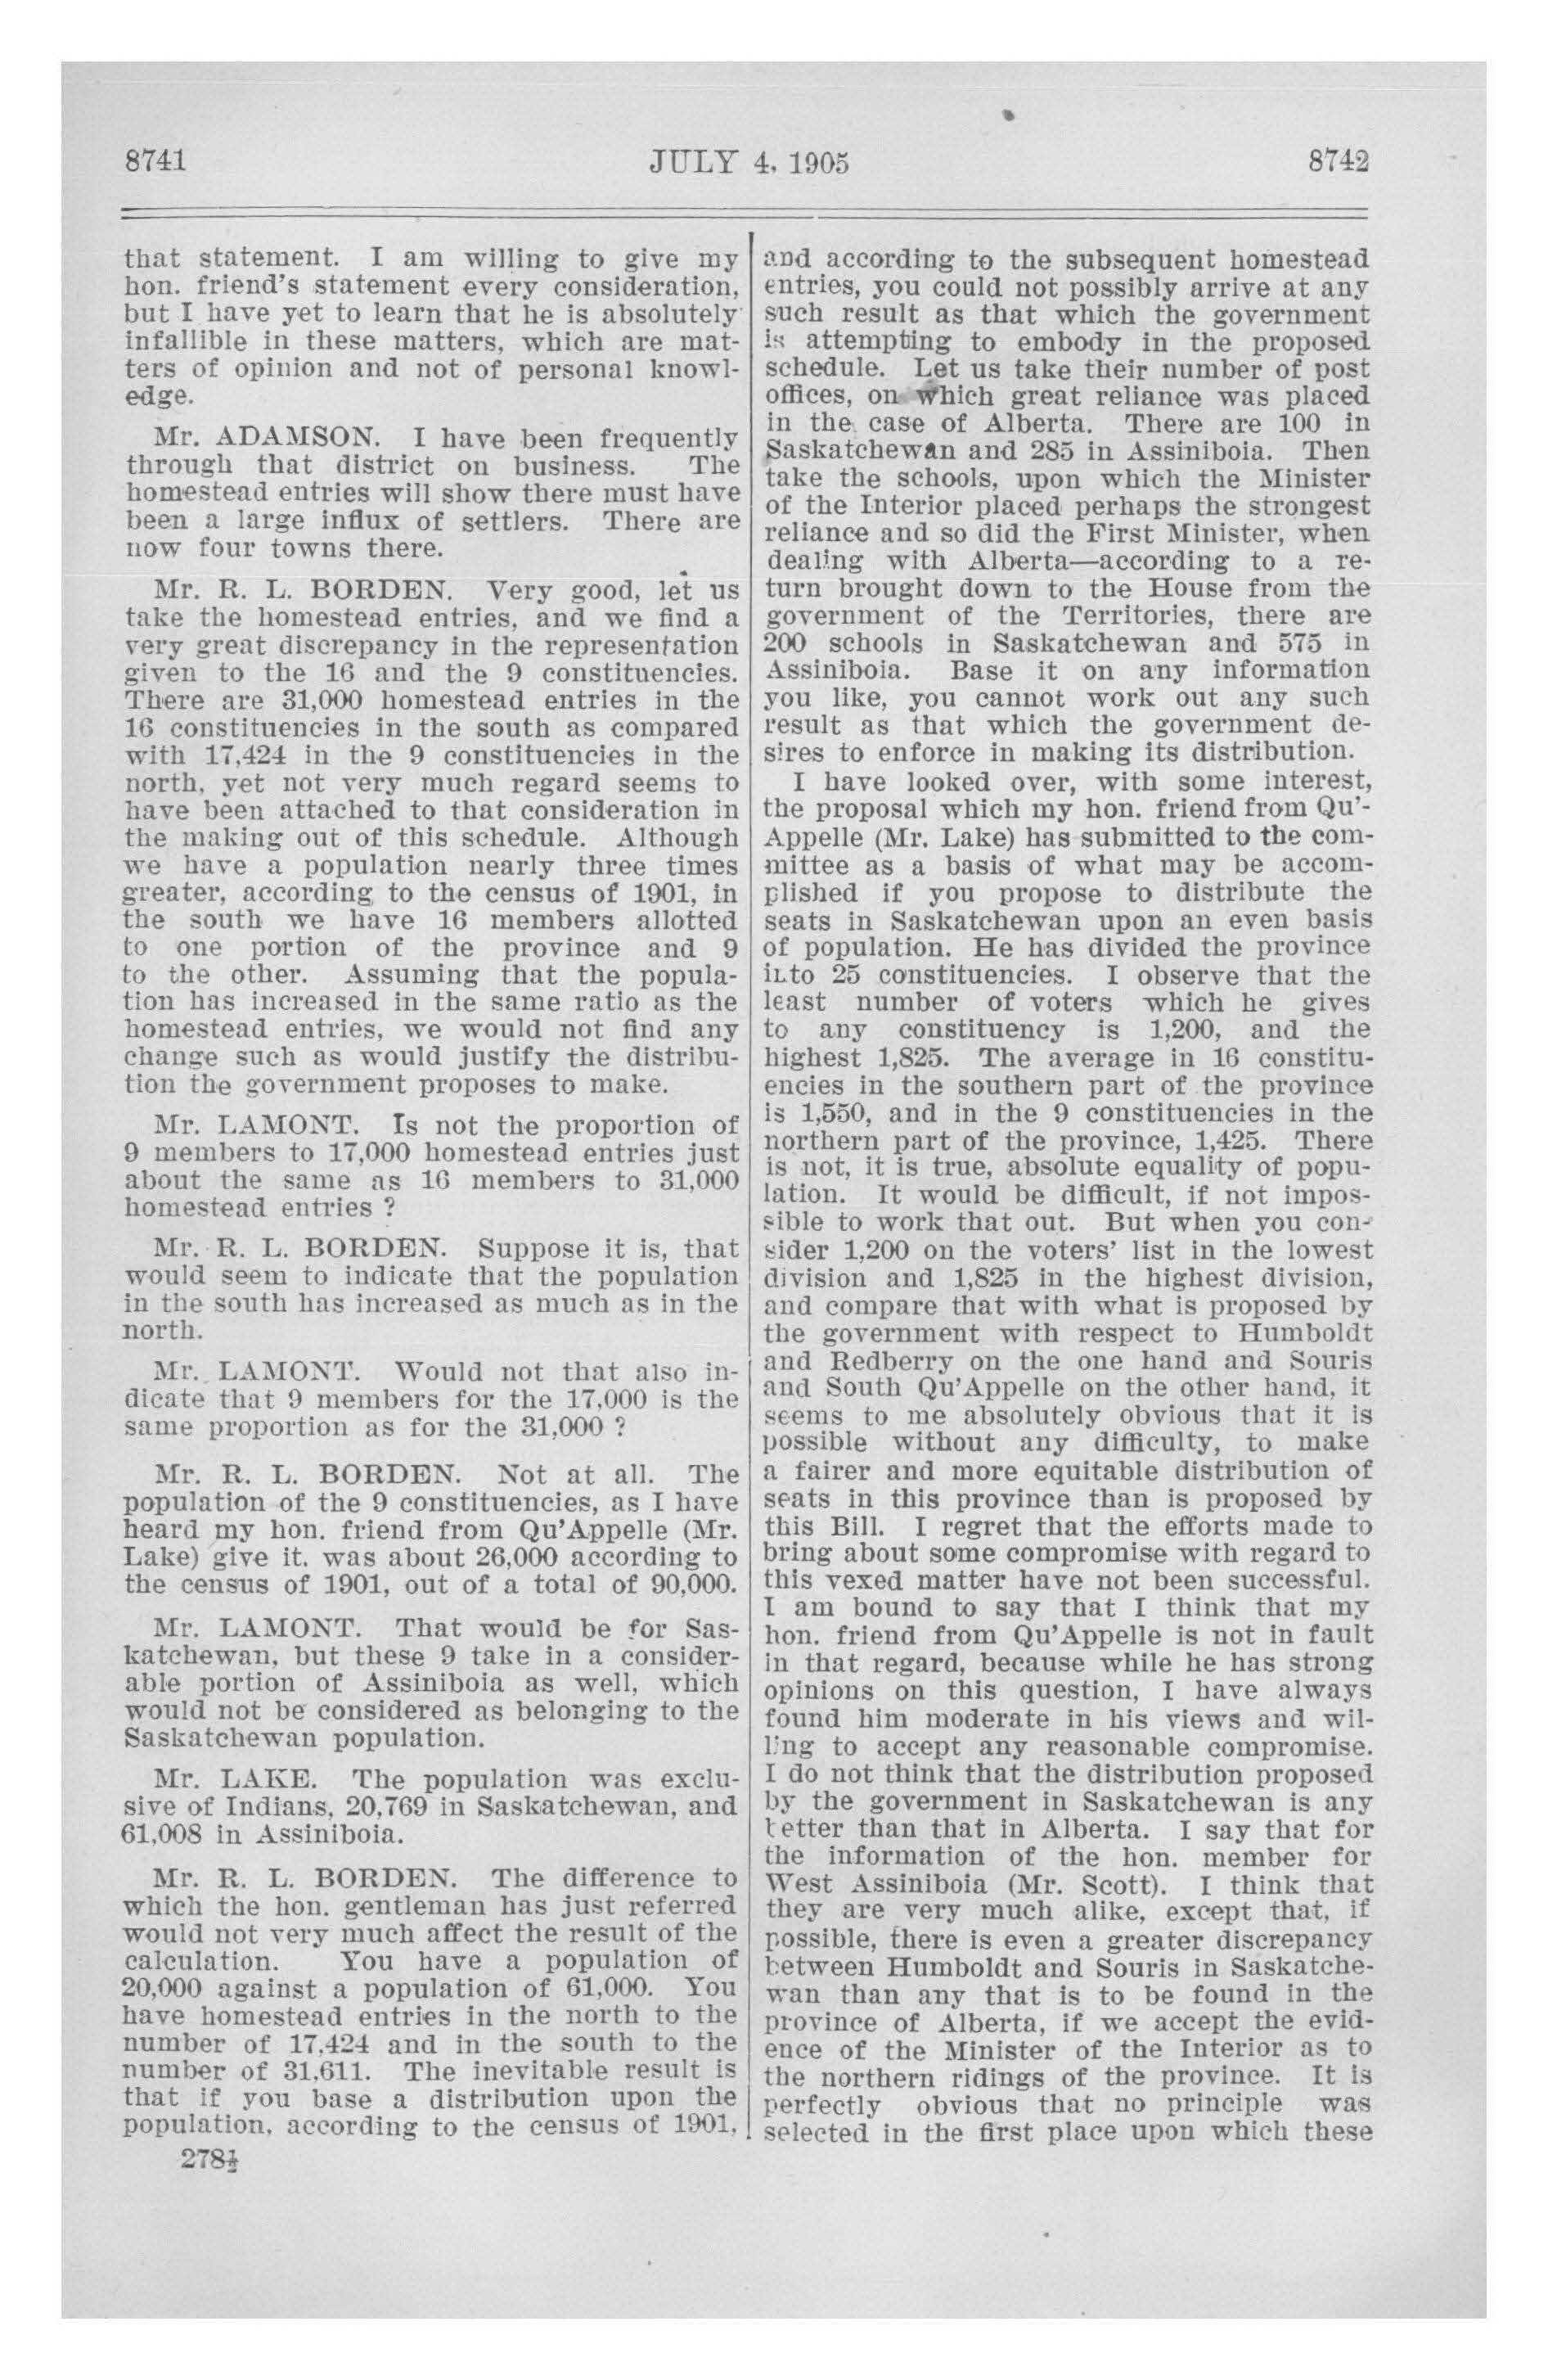 8741 JULY 4, 1905 8742
that statement. I am willing to give my
hon. friend's statement every consideration,
but I have yet to learn that he is absolutely
infallible in these matters, which are mat-
ters of opinion and not of personal knowl-
edge.
Mr. ADAMSON. I have been frequently
through that district on business. The
homestead entries will show there must have
been a large influx of settlers. There are
now four towns there.
Mr. R. L. BORDEN. Very good, let us
take the homestead entries, and we find a
very great discrepancy in the representation
given to the 16 and the 9 constituencies.
There are 31,000 homestead entries in the
16 constituencies in the south as compared
with 17,424 in the 9 constituencies in the
north, yet not very much regard seems to
have been attached to that consideration in
the making out of this schedule. Although
we have a population nearly three times
greater, according to the census of 1901, in
the south we have 16 members allotted
to one portion of the province and 9
to the other. Assuming that the popula-
tion has increased in the same ratio as the
homestead entries, we would not find any
change such as would justify the distribu-
tion the government proposes to make.
Mr. LAMONT. Is not the proportion of
9 members to 17,000 homestead entries just
about the same as 16 members to 31,000
homestead entries ?
Mr. R. L. BORDEN. Suppose it is, that
would seem to indicate that the population
in the south has increased as much as in the
north.
Mr. LAMONT. Would not that also in-
dicate that 9 members for the 17,000 is the
same proportion as for the 31,000 ?
Mr. R. L. BORDEN. Not at all. The
population of the 9 constituencies, as I have
heard my hon. friend from Qu'Appelle (Mr.
Lake) give it. was about 26,000 according to
the census of 1901, out of a total of 90,000.
Mr. LAMONT. That would be for Sas-
katchewan, but these 9 take in a consider-
able portion of Assiniboia as well, which
would not be considered as belonging to the
Saskatchewan population.
Mr. LAKE. The population was exclu-
sive of Indians, 20,769 in Saskatchewan, and
61,008 in Assiniboia.
Mr. R. L. BORDEN. The difference to
which the hon. gentleman has just referred
would not very much affect the result of the
calculation. You have a population of
20,000 against a population of 61,000. You
have homestead entries in the north to the
number of 17,424 and in the south to the
number of 31,611. The inevitable result is
that if you base a distribution upon the
population, according to the census of 1901,
278½
and according to the subsequent homestead
entries, you could not possibly arrive at any
such result as that which the government
is attempting to embody in the proposed
schedule. Let us take their number of post
offices, on which great reliance was placed
in the case of Alberta. There are 100 in
Saskatchewan and 285 in Assiniboia. Then
take the schools, upon which the Minister
of the Interior placed perhaps the strongest
reliance and so did the First Minister, when
dealing with Alberta—according to a re-
turn brought down to the House from the
government of the Territories, there are
200 schools in Saskatchewan and 575 in
Assiniboia. Base it on any information
you like, you cannot work out any such
result as that which the government de-
sires to enforce in making its distribution.
I have looked over, with some interest,
the proposal which my hon. friend from Qu'-
Appelle (Mr. Lake) has submitted to the com-
mittee as a basis of what may be accom-
plished if you propose to distribute the
seats in Saskatchewan upon an even basis
of population. He has divided the province
into 25 constituencies. I observe that the
least number of voters which he gives
to any constituency is 1,200, and the
highest 1,825. The average in 16 constitu-
encies in the southern part of the province
is 1,550, and in the 9 constituencies in the
northern part of the province, 1,425. There
is not, it is true, absolute equality of popu-
lation. It would be difficult, if not impos-
sible to work that out. But when you con-
sider 1,200 on the voters' list in the lowest
division and 1,825 in the highest division,
and compare that with what is proposed by
the government with respect to Humboldt
and Redberry on the one hand and Souris
and South Qu'Appelle on the other hand, it
seems to me absolutely obvious that it is
possible without any difficulty, to make
a fairer and more equitable distribution of
seats in this province than is proposed by
this Bill. I regret that the efforts made to
bring about some compromise with regard to
this vexed matter have not been successful.
I am bound to say that I think that my
hon. friend from Qu'Appelle is not in fault
in that regard, because while he has strong
opinions on this question, I have always
found him moderate in his views and wil-
ling to accept any reasonable compromise.
I do not think that the distribution proposed
by the government in Saskatchewan is any
better than that in Alberta. I say that for
the information of the hon. member for
West Assiniboia (Mr. Scott). I think that
they are very much alike, except that, if
possible, there is even a greater discrepancy
between Humboldt and Souris in Saskatche-
wan than any that is to be found in the
province of Alberta, if we accept the evid-
ence of the Minister of the Interior as to
the northern ridings of the province. It is
perfectly obvious that no principle was
selected in the first place upon which these